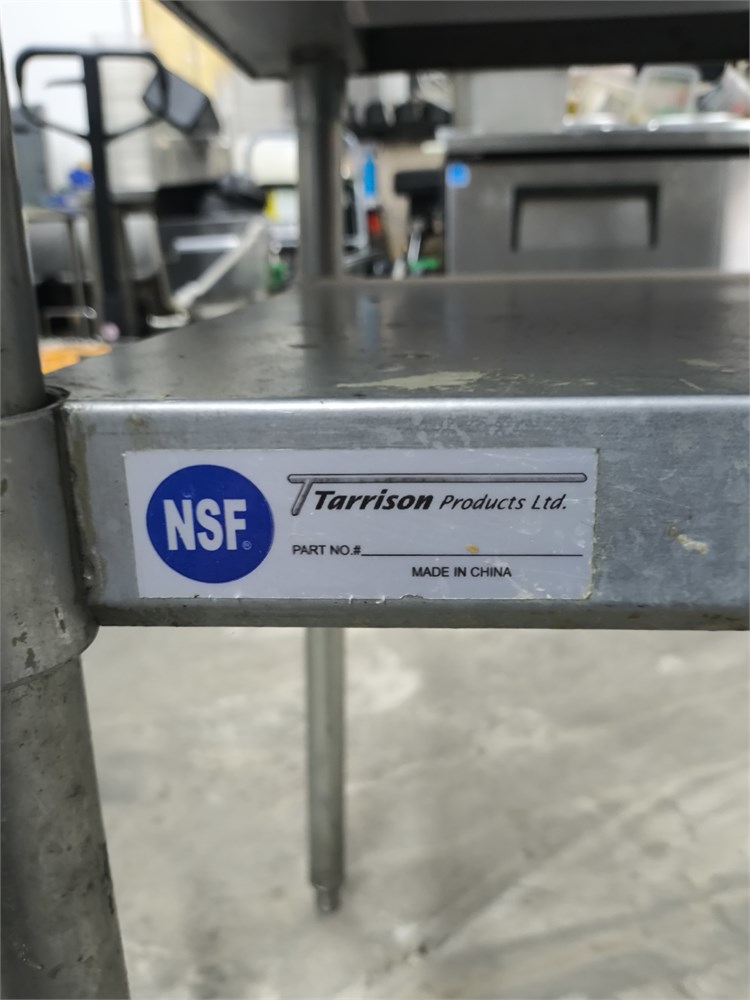 NSF®
Tarrison Products Ltd.
PART NO.#
MADE IN CHINA